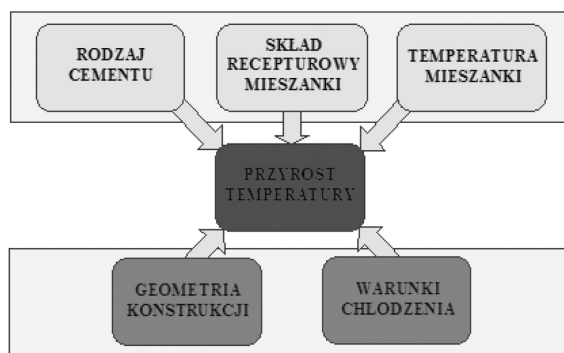 RODZAJ
CEMENTU
SKŁAD
RECEPTUROWY
MIESZANKI
TEMPERATURA
MIESZANKI
PRZYROST
TEMPERATURY
GEOMETRIA
KONSTRUKCJI
WARUNKI
CHŁODZENIA